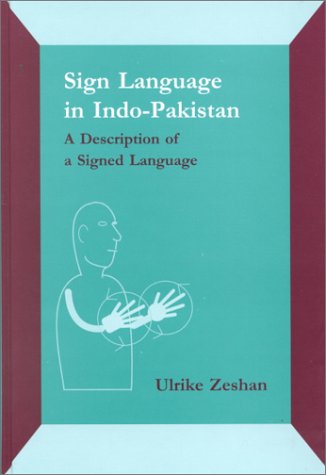 Sign Language
in Indo-Pakistan
A Description of
a Signed Language
Ulrike Zeshan